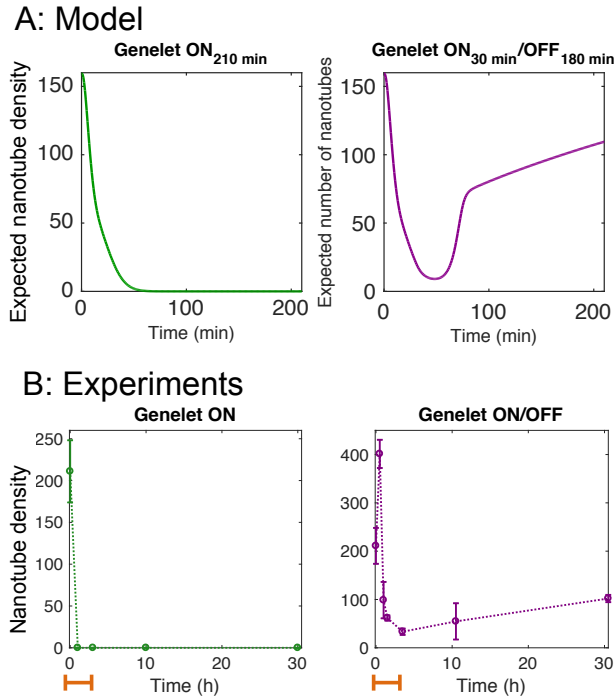 A: Model
Genelet ON210 min
Expected nanotube density
150
100
50
0
0 100 200
Time (min)
Genelet ON30 min/OFF180 min
Expected number of nanotubes
150
100
50
0
0 100 200
Time (min)
B: Experiments
Genelet ON
Nanotube density
250
200
150
100
50
0
0 10 20 30
Time (h)
Genelet ON/OFF
400
300
200
100
0
0 10 20 30
Time (h)